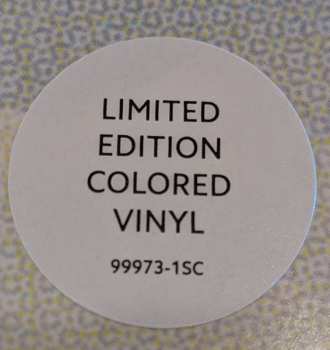 LIMITED
EDITION
COLORED
VINYL
99973-1SC